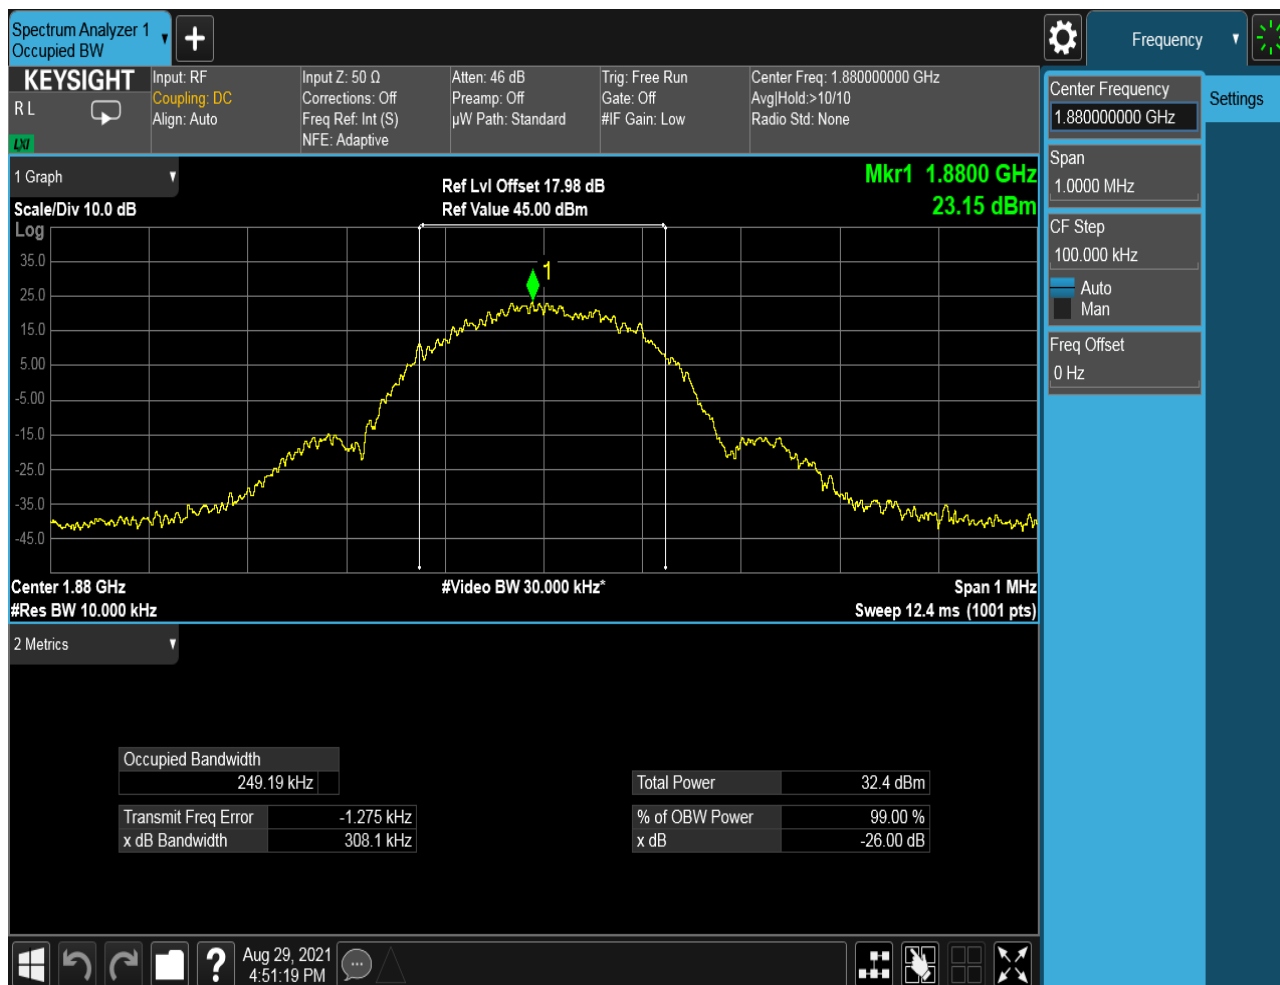 Spectrum Analyzer 1
Occupied BW
Frequency
KEYSIGHT
R L
LXI
Input: RF
Coupling: DC
Align: Auto
Input Z: 50 Ω
Corrections: Off
Freq Ref: Int (S)
NFE: Adaptive
Atten: 46 dB
Preamp: Off
µW Path: Standard
Trig: Free Run
Gate: Off
#IF Gain: Low
Center Freq: 1.880000000 GHz
Avg|Hold:>10/10
Radio Std: None
Center Frequency
1.880000000 GHz
Settings
Span
1.0000 MHz
CF Step
100.000 kHz
Auto
Man
Freq Offset
0 Hz
1 Graph
Scale/Div 10.0 dB
Log
Ref Lvl Offset 17.98 dB
Ref Value 45.00 dBm
Mkr1 1.8800 GHz
23.15 dBm
1
35.0
25.0
15.0
5.00
-5.00
-15.0
-25.0
-35.0
-45.0
Center 1.88 GHz
#Res BW 10.000 kHz
#Video BW 30.000 kHz*
Span 1 MHz
Sweep 12.4 ms (1001 pts)
2 Metrics
Occupied Bandwidth
249.19 kHz
Transmit Freq Error -1.275 kHz
x dB Bandwidth 308.1 kHz
Total Power 32.4 dBm
% of OBW Power 99.00 %
x dB -26.00 dB
?
Aug 29, 2021
4:51:19 PM